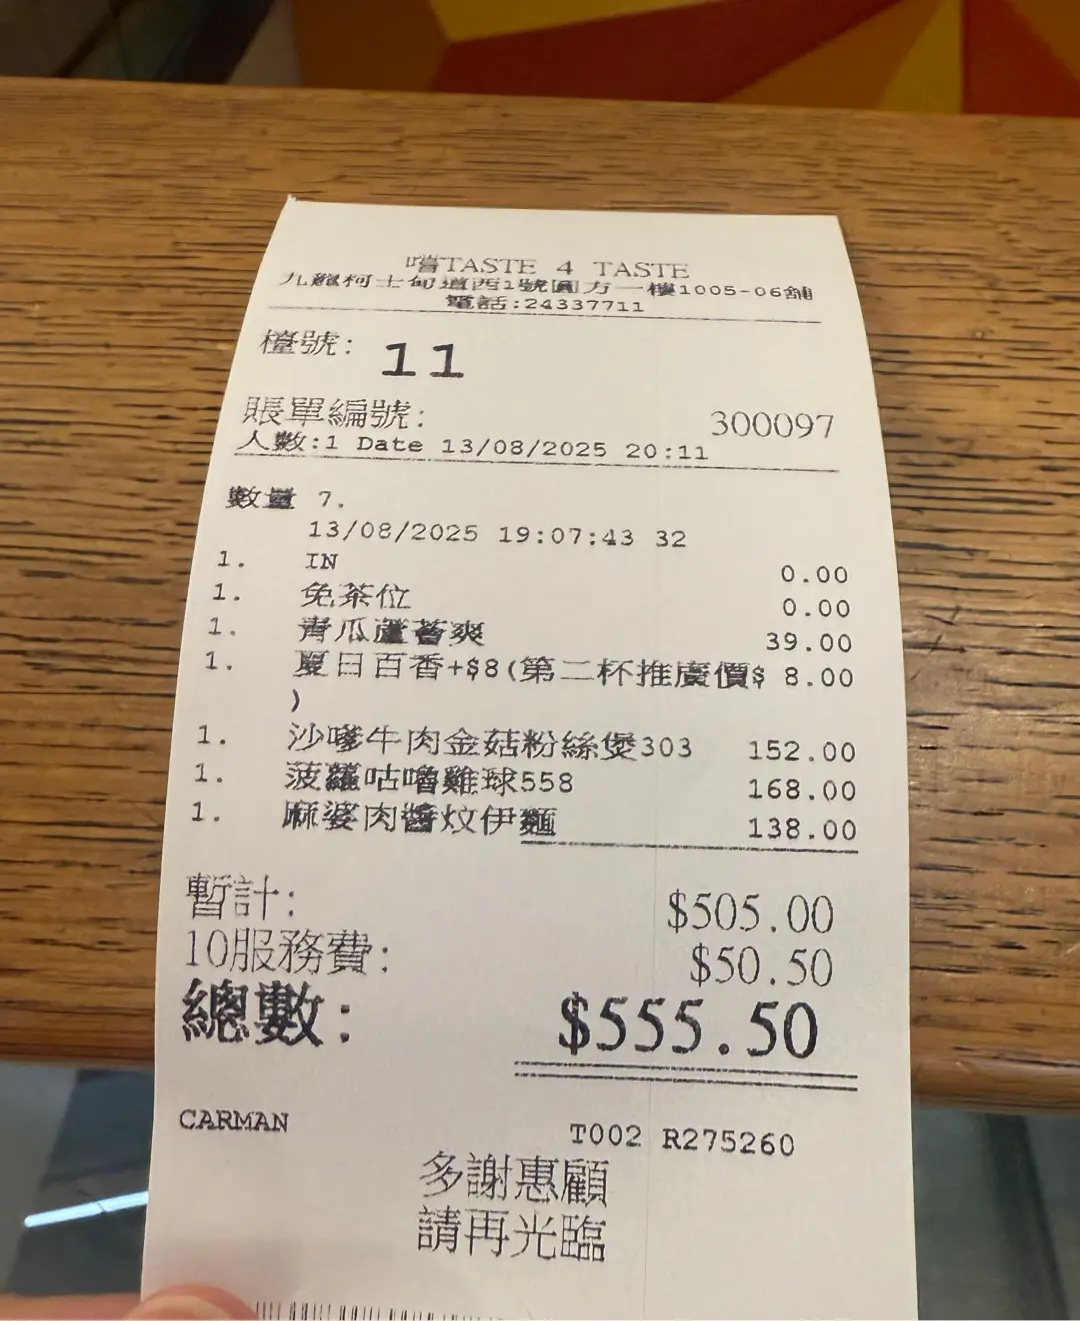 嚐TASTE 4 TASTE
九龍柯士甸道西1號圓方一樓1005-06舖
電話:24337711
檯號: 11
賬單編號: 300097
人數:1 Date 13/08/2025 20:11
數量 7.
13/08/2025 19:07:43 32
1. IN 0.00
1. 免茶位 0.00
1. 青瓜蘆薈爽 39.00
1. 夏日百香+$8(第二杯推廣價$ 8.00
)
1. 沙嗲牛肉金菇粉絲煲303 152.00
1. 菠蘿咕嚕雞球558 168.00
1. 麻婆肉醬炆伊麵 138.00
暫計: $505.00
10服務費: $50.50
總數: $555.50
CARMAN T002 R275260
多謝惠顧
請再光臨